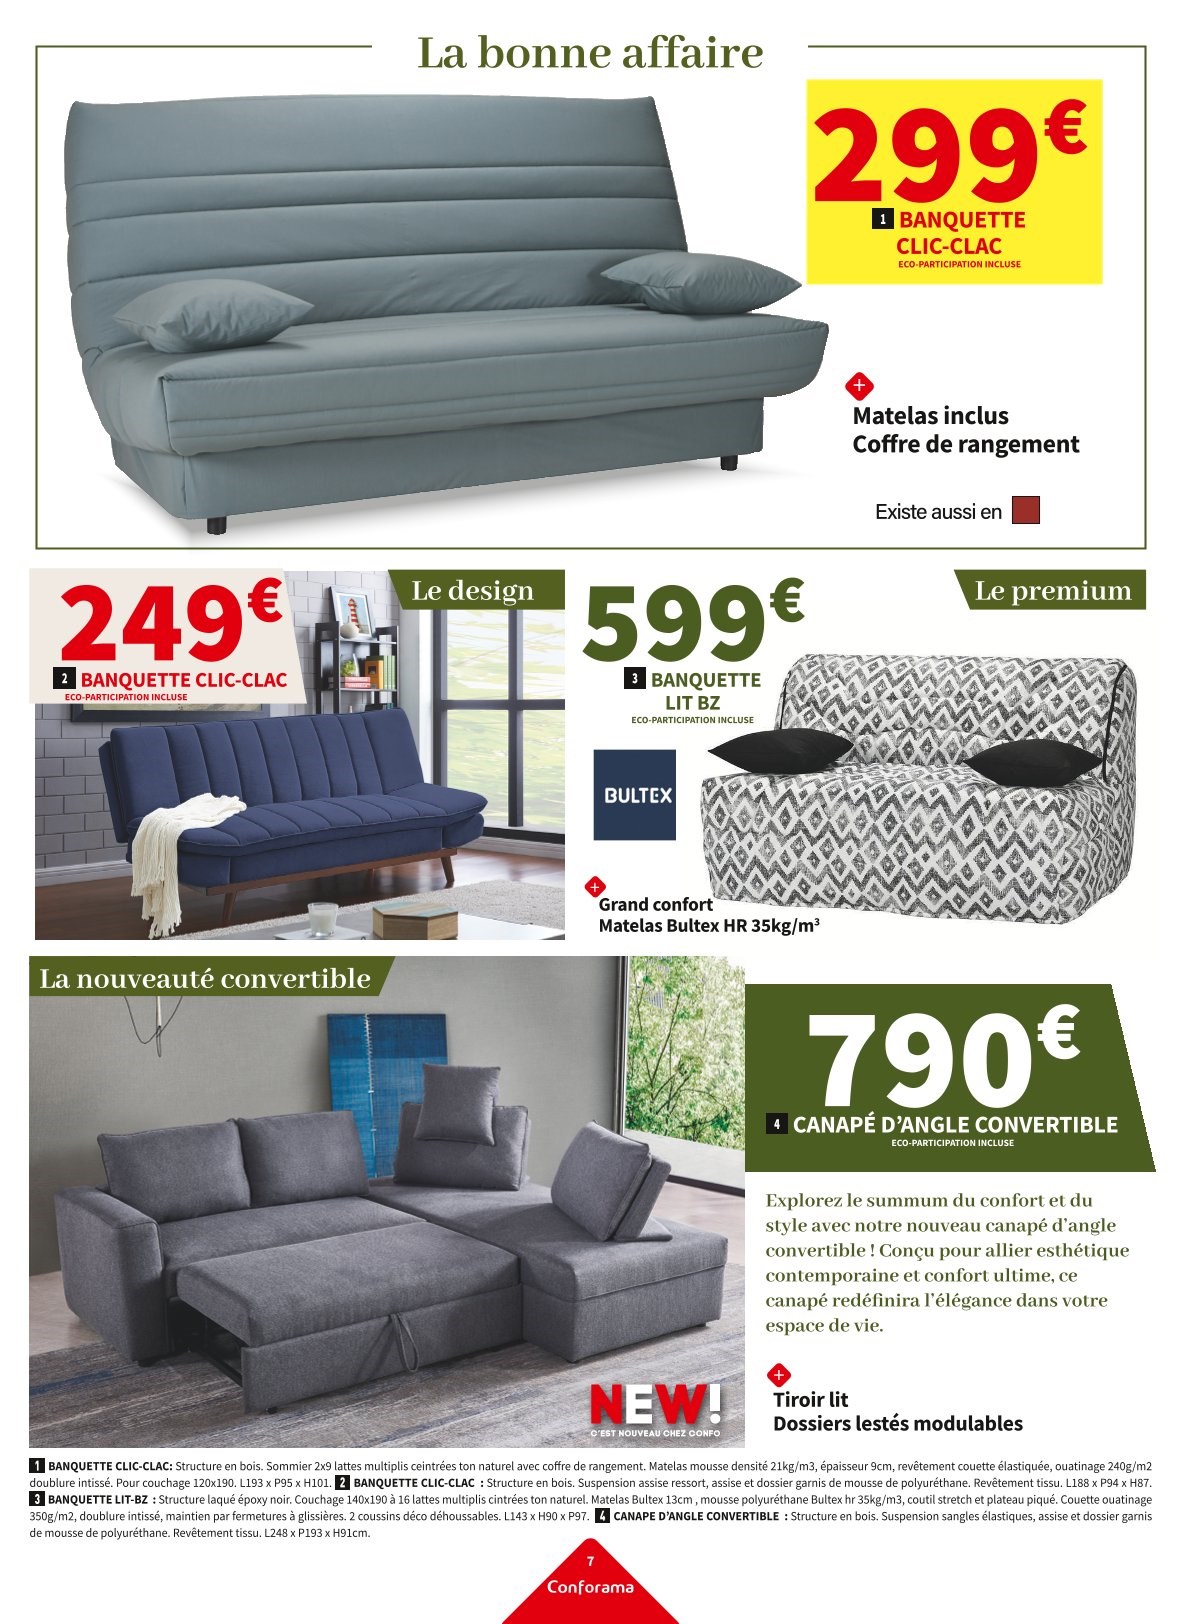 La bonne affaire
299€
1 BANQUETTE
CLIC-CLAC
ECO-PARTICIPATION INCLUSE
+
Matelas inclus
Coffre de rangement
Existe aussi en
249€
2 BANQUETTE CLIC-CLAC
ECO-PARTICIPATION INCLUSE
Le design
599€
3 BANQUETTE
LIT BZ
ECO-PARTICIPATION INCLUSE
Le premium
BULTEX
+
Grand confort
Matelas Bultex HR 35kg/m³
La nouveauté convertible
790€
4 CANAPÉ D'ANGLE CONVERTIBLE
ECO-PARTICIPATION INCLUSE
Explorez le summum du confort et du
style avec notre nouveau canapé d'angle
convertible ! Conçu pour allier esthétique
contemporaine et confort ultime, ce
canapé redéfinira l'élégance dans votre
espace de vie.
+
Tiroir lit
Dossiers lestés modulables
NEW!
C'EST NOUVEAU CHEZ CONFO
1 BANQUETTE CLIC-CLAC: Structure en bois. Sommier 2x9 lattes multiplis ceintrées ton naturel avec coffre de rangement. Matelas mousse densité 21kg/m3, épaisseur 9cm, revêtement couette élastiquée, ouatinage 240g/m2
doublure intissé. Pour couchage 120x190. L193 x P95 x H101. 2 BANQUETTE CLIC-CLAC : Structure en bois. Suspension assise ressort, assise et dossier garnis de mousse de polyuréthane. Revêtement tissu. L188 x P94 x H87.
3 BANQUETTE LIT-BZ : Structure laqué époxy noir. Couchage 140x190 à 16 lattes multiplis cintrées ton naturel. Matelas Bultex 13cm , mousse polyuréthane Bultex hr 35kg/m3, coutil stretch et plateau piqué. Couette ouatinage
350g/m2, doublure intissé, maintien par fermetures à glissières. 2 coussins déco déhoussables. L143 x H90 x P97. 4 CANAPE D'ANGLE CONVERTIBLE : Structure en bois. Suspension sangles élastiques, assise et dossier garnis
de mousse de polyuréthane. Revêtement tissu. L248 x P193 x H91cm.
7
Conforama